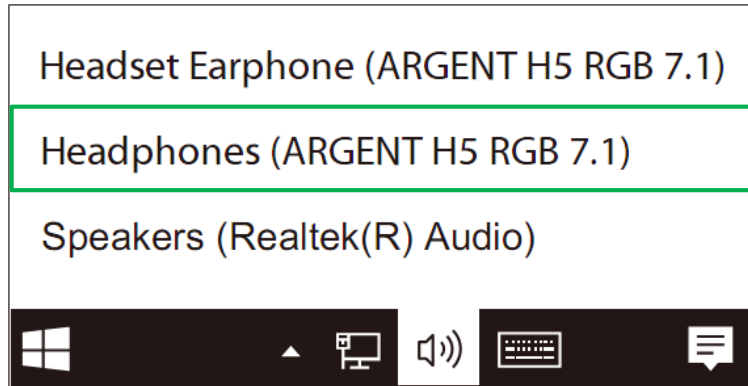 Headset Earphone (ARGENT H5 RGB 7.1)
Headphones (ARGENT H5 RGB 7.1)
Speakers (Realtek(R) Audio)